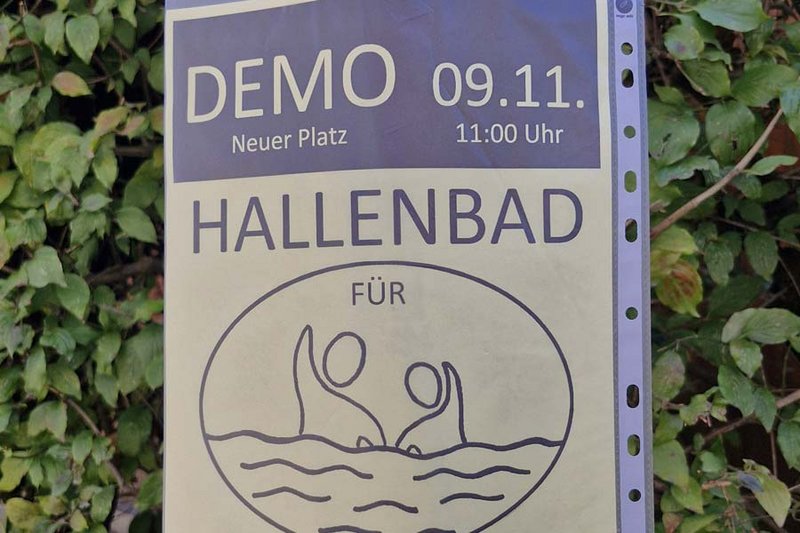 DEMO 09.11.
Neuer Platz 11:00 Uhr
HALLENBAD
FÜR